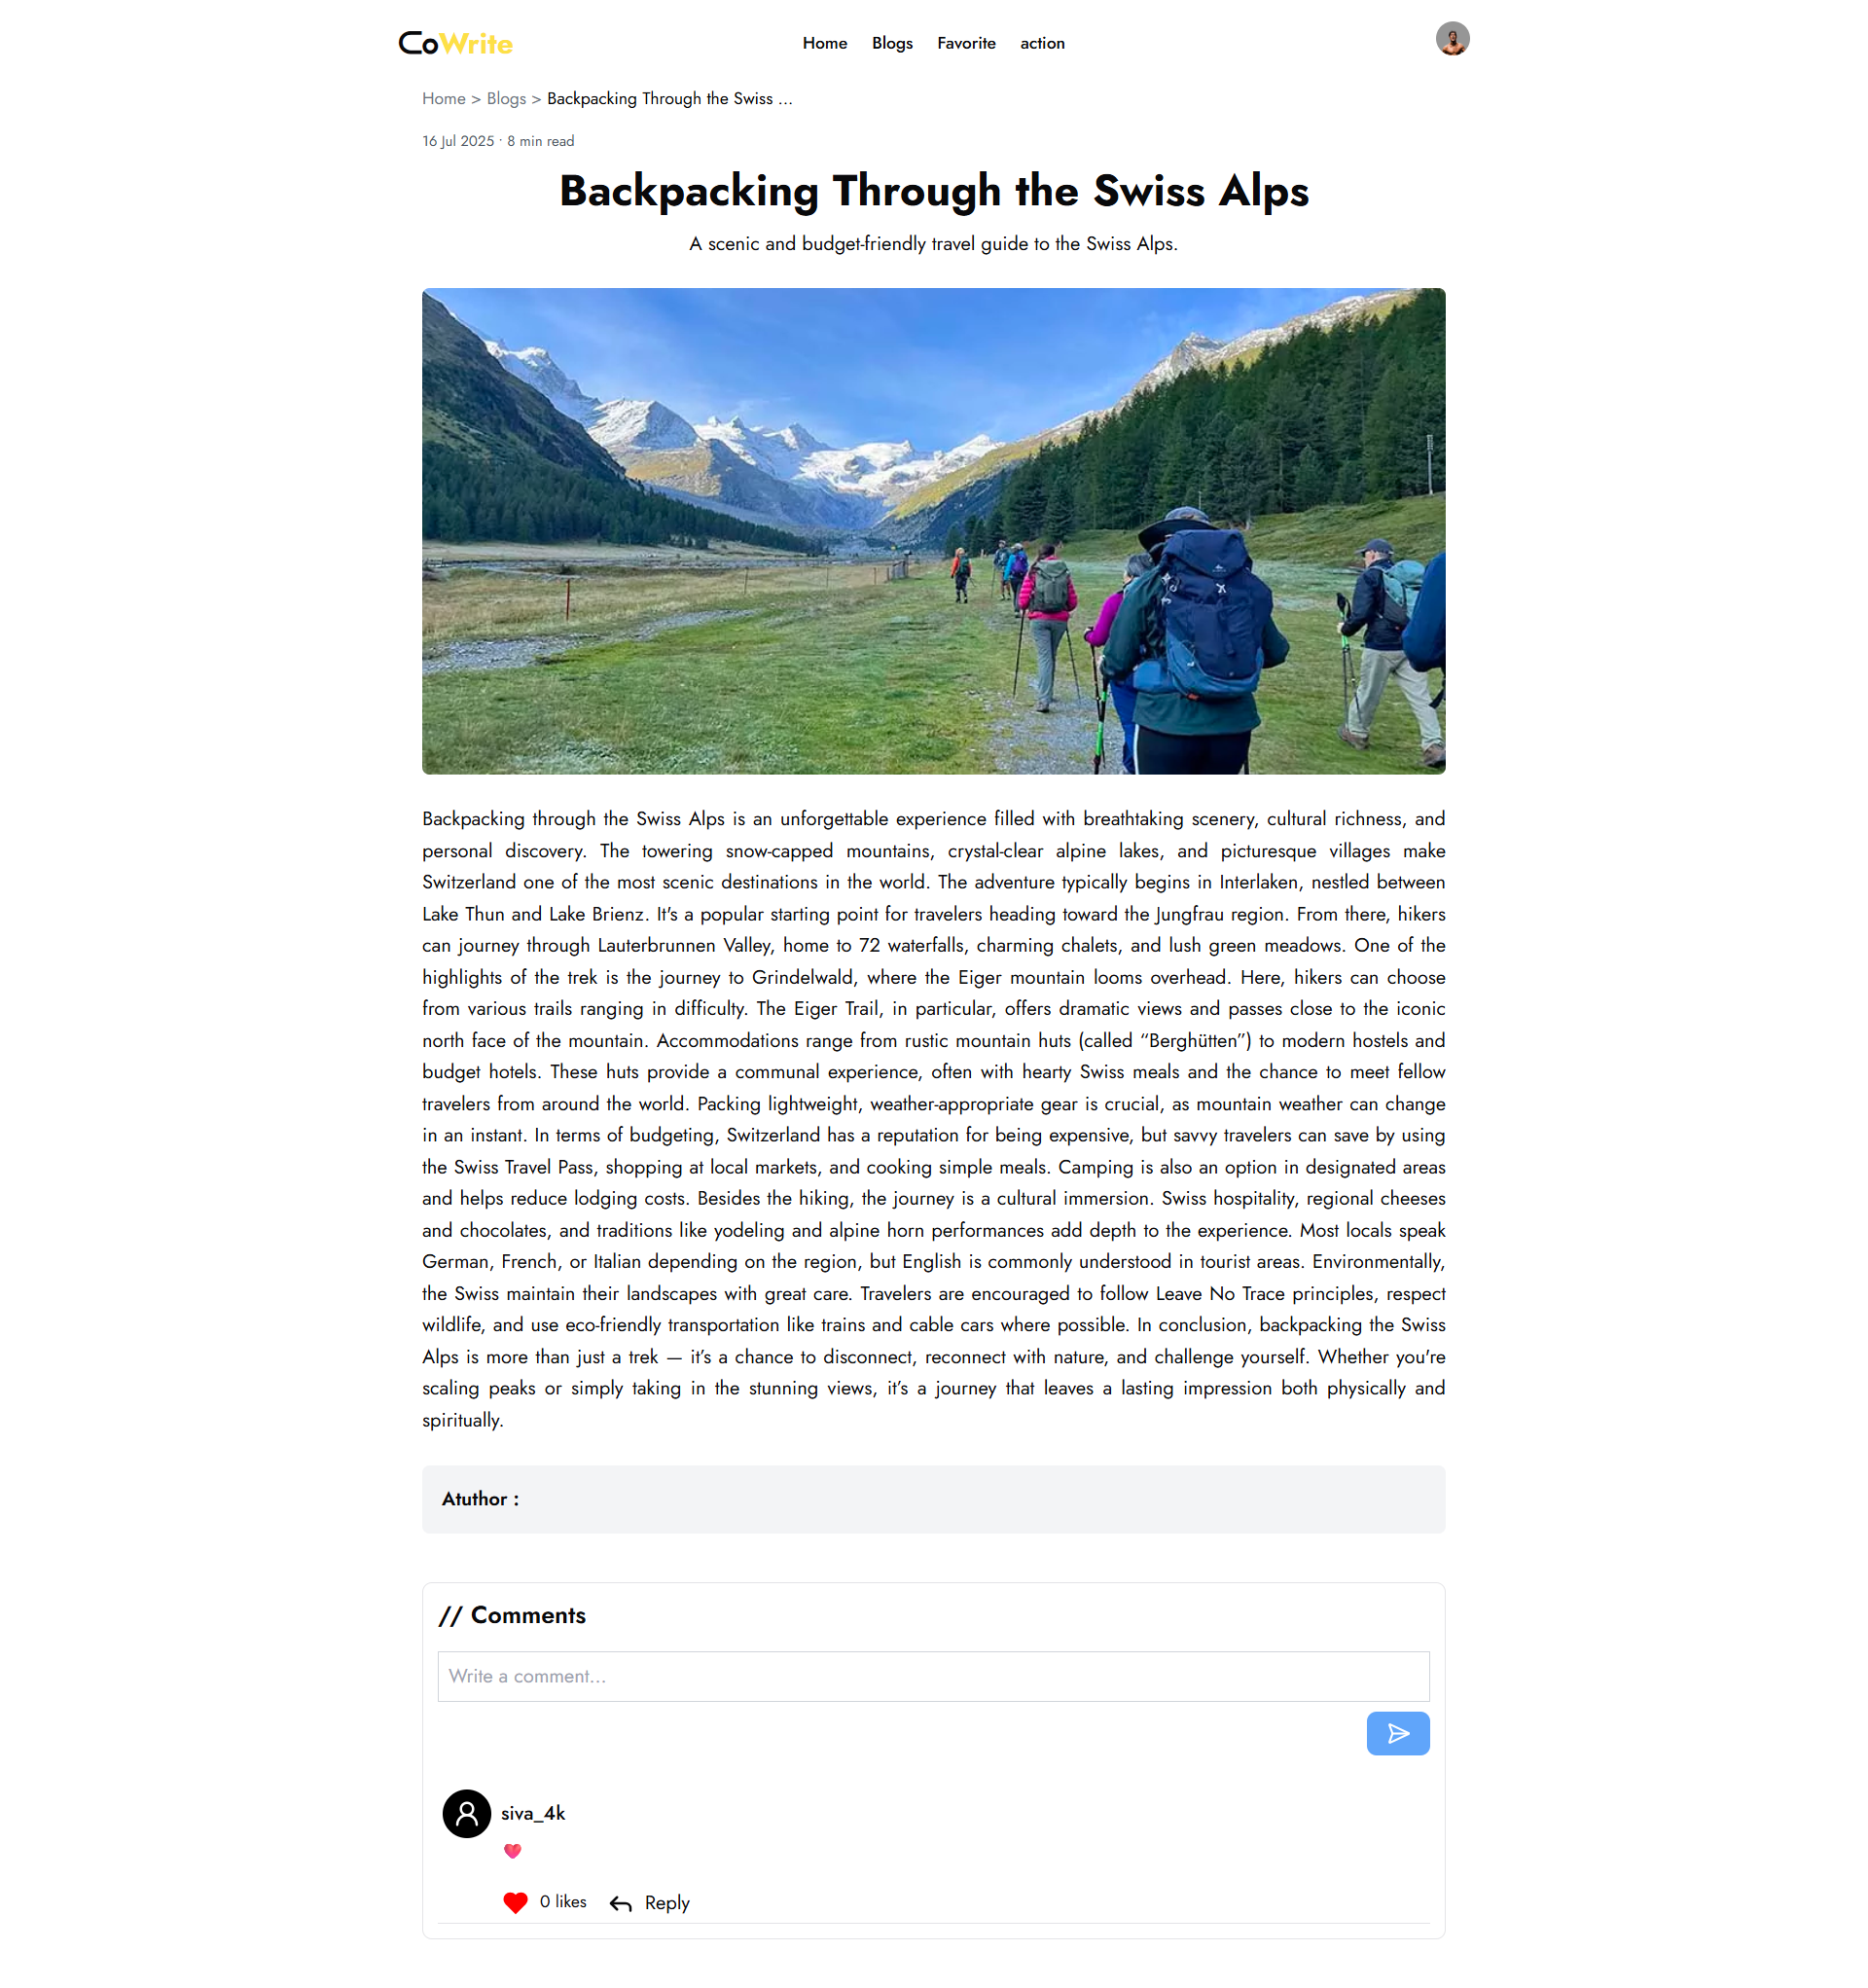 CoWrite
Home Blogs Favorite action
Home > Blogs > Backpacking Through the Swiss ...
16 Jul 2025 · 8 min read
Backpacking Through the Swiss Alps
A scenic and budget-friendly travel guide to the Swiss Alps.
Backpacking through the Swiss Alps is an unforgettable experience filled with breathtaking scenery, cultural richness, and
personal discovery. The towering snow-capped mountains, crystal-clear alpine lakes, and picturesque villages make
Switzerland one of the most scenic destinations in the world. The adventure typically begins in Interlaken, nestled between
Lake Thun and Lake Brienz. It's a popular starting point for travelers heading toward the Jungfrau region. From there, hikers
can journey through Lauterbrunnen Valley, home to 72 waterfalls, charming chalets, and lush green meadows. One of the
highlights of the trek is the journey to Grindelwald, where the Eiger mountain looms overhead. Here, hikers can choose
from various trails ranging in difficulty. The Eiger Trail, in particular, offers dramatic views and passes close to the iconic
north face of the mountain. Accommodations range from rustic mountain huts (called “Berghütten”) to modern hostels and
budget hotels. These huts provide a communal experience, often with hearty Swiss meals and the chance to meet fellow
travelers from around the world. Packing lightweight, weather-appropriate gear is crucial, as mountain weather can change
in an instant. In terms of budgeting, Switzerland has a reputation for being expensive, but savvy travelers can save by using
the Swiss Travel Pass, shopping at local markets, and cooking simple meals. Camping is also an option in designated areas
and helps reduce lodging costs. Besides the hiking, the journey is a cultural immersion. Swiss hospitality, regional cheeses
and chocolates, and traditions like yodeling and alpine horn performances add depth to the experience. Most locals speak
German, French, or Italian depending on the region, but English is commonly understood in tourist areas. Environmentally,
the Swiss maintain their landscapes with great care. Travelers are encouraged to follow Leave No Trace principles, respect
wildlife, and use eco-friendly transportation like trains and cable cars where possible. In conclusion, backpacking the Swiss
Alps is more than just a trek — it’s a chance to disconnect, reconnect with nature, and challenge yourself. Whether you're
scaling peaks or simply taking in the stunning views, it’s a journey that leaves a lasting impression both physically and
spiritually.
Atuthor :
// Comments
Write a comment...
siva_4k
0 likes Reply